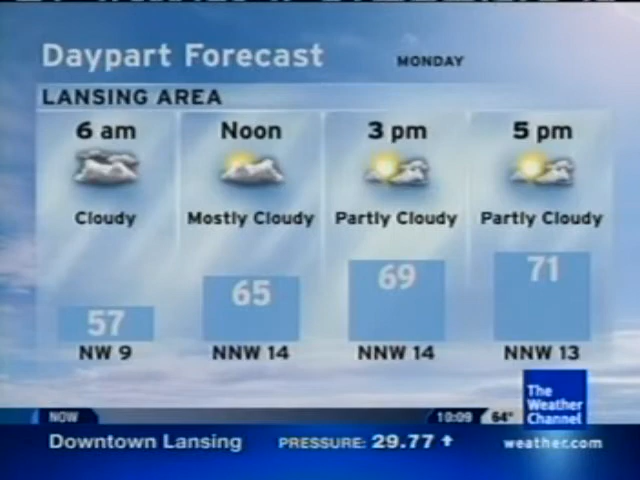 Daypart Forecast
MONDAY
LANSING AREA
6 am Noon 3 pm 5 pm
Cloudy Mostly Cloudy Partly Cloudy Partly Cloudy
57 65 69 71
NW 9 NNW 14 NNW 14 NNW 13
The
Weather
Channel
NOW 10:09 64°
Downtown Lansing PRESSURE: 29.77 ↑ weather.com